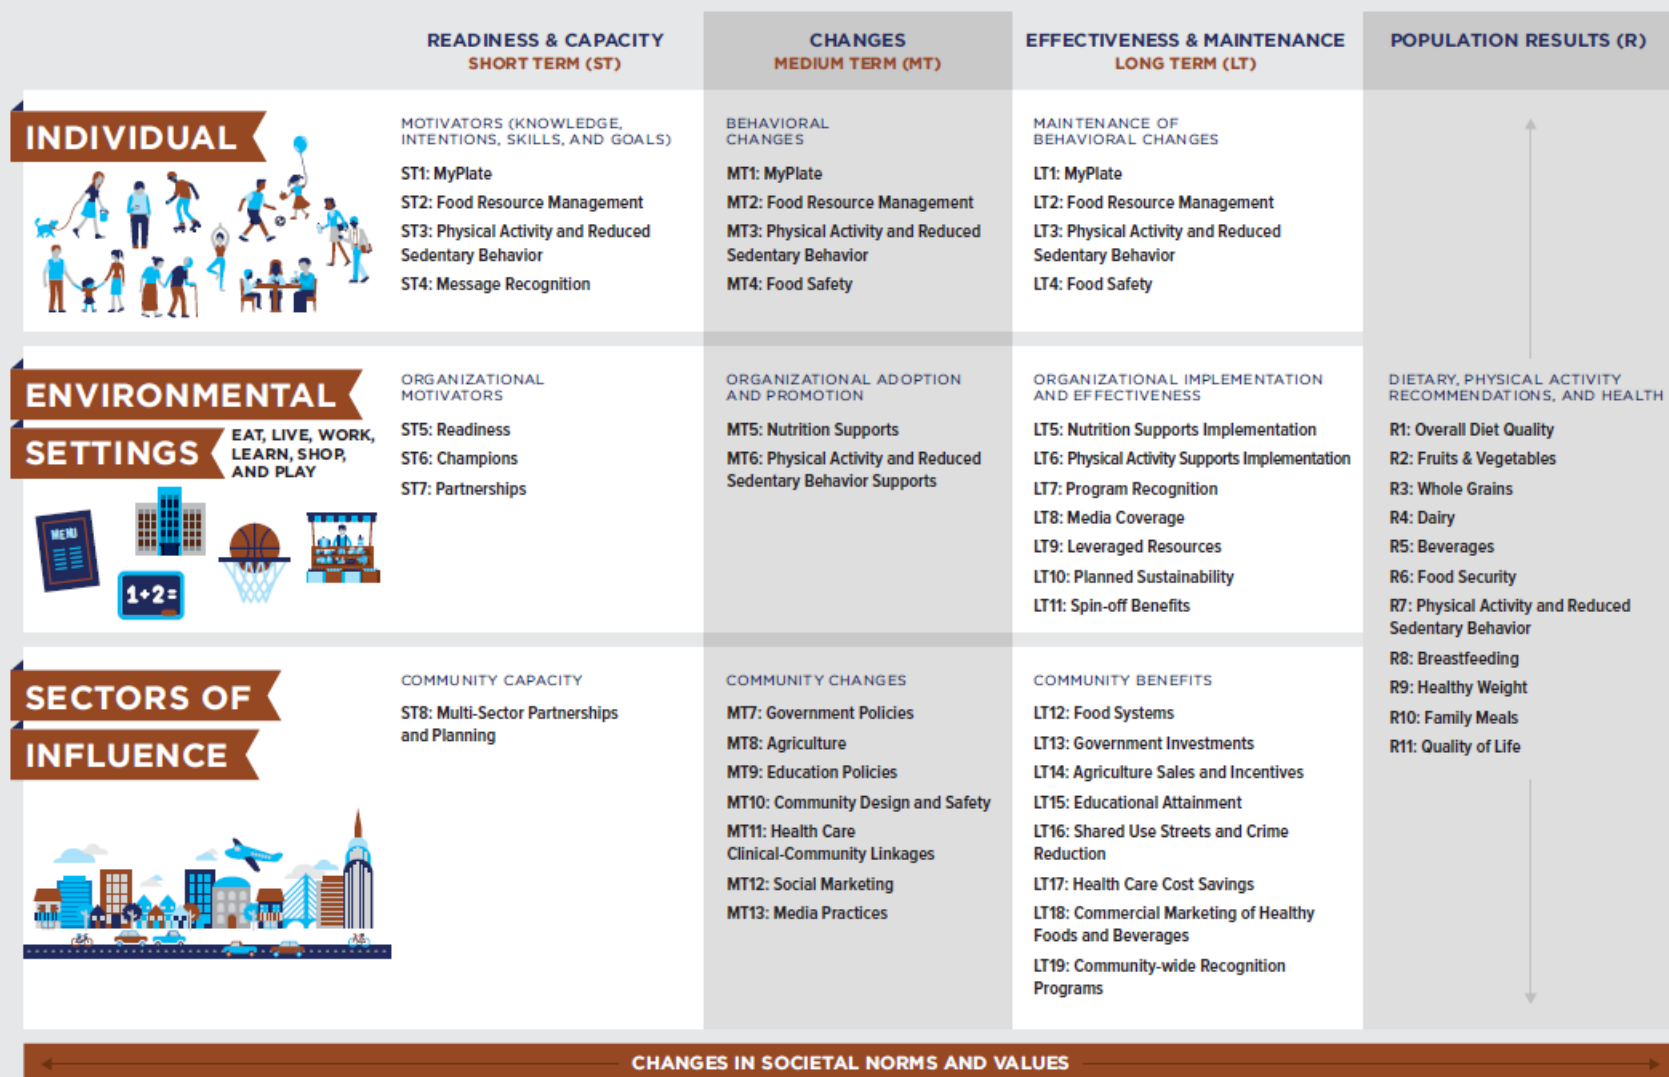 READINESS & CAPACITY
SHORT TERM (ST)
CHANGES
MEDIUM TERM (MT)
EFFECTIVENESS & MAINTENANCE
LONG TERM (LT)
POPULATION RESULTS (R)
INDIVIDUAL
MOTIVATORS (KNOWLEDGE,
INTENTIONS, SKILLS, AND GOALS)
ST1: MyPlate
ST2: Food Resource Management
ST3: Physical Activity and Reduced
Sedentary Behavior
ST4: Message Recognition
BEHAVIORAL
CHANGES
MT1: MyPlate
MT2: Food Resource Management
MT3: Physical Activity and Reduced
Sedentary Behavior
MT4: Food Safety
MAINTENANCE OF
BEHAVIORAL CHANGES
LT1: MyPlate
LT2: Food Resource Management
LT3: Physical Activity and Reduced
Sedentary Behavior
LT4: Food Safety
ENVIRONMENTAL
SETTINGS
EAT, LIVE, WORK,
LEARN, SHOP,
AND PLAY
MENU
1+2=
ORGANIZATIONAL
MOTIVATORS
ST5: Readiness
ST6: Champions
ST7: Partnerships
ORGANIZATIONAL ADOPTION
AND PROMOTION
MT5: Nutrition Supports
MT6: Physical Activity and Reduced
Sedentary Behavior Supports
ORGANIZATIONAL IMPLEMENTATION
AND EFFECTIVENESS
LT5: Nutrition Supports Implementation
LT6: Physical Activity Supports Implementation
LT7: Program Recognition
LT8: Media Coverage
LT9: Leveraged Resources
LT10: Planned Sustainability
LT11: Spin-off Benefits
DIETARY, PHYSICAL ACTIVITY
RECOMMENDATIONS, AND HEALTH
R1: Overall Diet Quality
R2: Fruits & Vegetables
R3: Whole Grains
R4: Dairy
R5: Beverages
R6: Food Security
R7: Physical Activity and Reduced
Sedentary Behavior
R8: Breastfeeding
R9: Healthy Weight
R10: Family Meals
R11: Quality of Life
SECTORS OF
INFLUENCE
COMMUNITY CAPACITY
ST8: Multi-Sector Partnerships
and Planning
COMMUNITY CHANGES
MT7: Government Policies
MT8: Agriculture
MT9: Education Policies
MT10: Community Design and Safety
MT11: Health Care
Clinical-Community Linkages
MT12: Social Marketing
MT13: Media Practices
COMMUNITY BENEFITS
LT12: Food Systems
LT13: Government Investments
LT14: Agriculture Sales and Incentives
LT15: Educational Attainment
LT16: Shared Use Streets and Crime
Reduction
LT17: Health Care Cost Savings
LT18: Commercial Marketing of Healthy
Foods and Beverages
LT19: Community-wide Recognition
Programs
CHANGES IN SOCIETAL NORMS AND VALUES